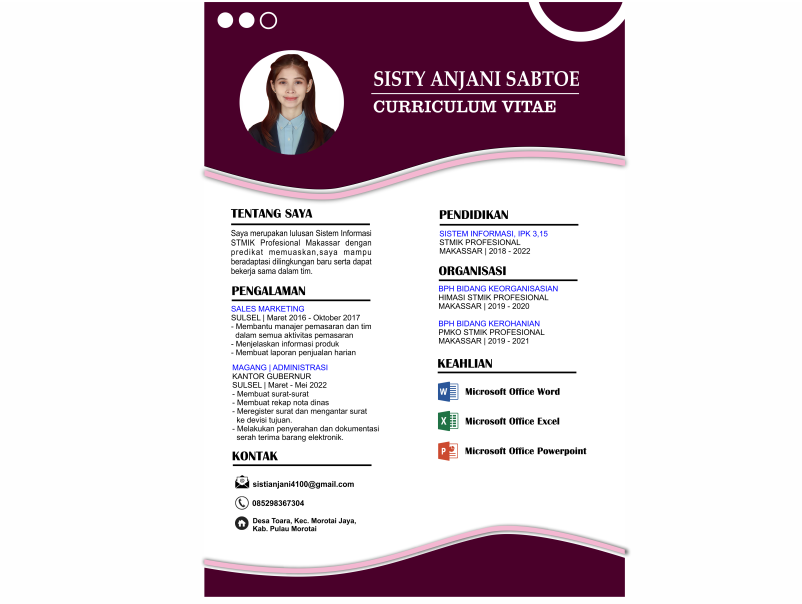 SISTY ANJANI SABTOE
CURRICULUM VITAE
TENTANG SAYA
Saya merupakan lulusan Sistem Informasi
STMIK Profesional Makassar dengan
predikat memuaskan,saya mampu
beradaptasi dilingkungan baru serta dapat
bekerja sama dalam tim.
PENGALAMAN
SALES MARKETING
SULSEL | Maret 2016 - Oktober 2017
- Membantu manajer pemasaran dan tim
dalam semua aktivitas pemasaran
- Menjelaskan informasi produk
- Membuat laporan penjualan harian
MAGANG | ADMINISTRASI
KANTOR GUBERNUR
SULSEL | Maret - Mei 2022
- Membuat surat-surat
- Membuat rekap nota dinas
- Meregister surat dan mengantar surat
ke devisi tujuan.
- Melakukan penyerahan dan dokumentasi
serah terima barang elektronik.
KONTAK
sistianjani4100@gmail.com
085298367304
Desa Toara, Kec. Morotai Jaya,
Kab. Pulau Morotai
PENDIDIKAN
SISTEM INFORMASI, IPK 3,15
STMIK PROFESIONAL
MAKASSAR | 2018 - 2022
ORGANISASI
BPH BIDANG KEORGANISASIAN
HIMASI STMIK PROFESIONAL
MAKASSAR | 2019 - 2020
BPH BIDANG KEROHANIAN
PMKO STMIK PROFESIONAL
MAKASSAR | 2019 - 2021
KEAHLIAN
W Microsoft Office Word
X Microsoft Office Excel
P Microsoft Office Powerpoint